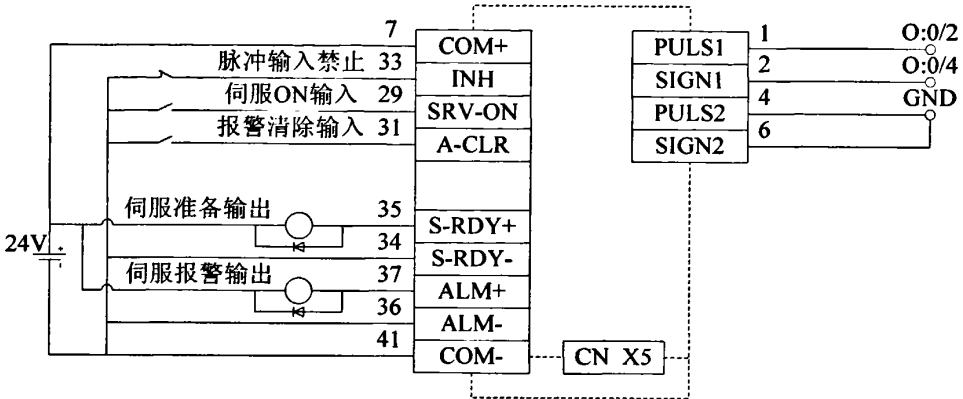 7 COM+
脉冲输入禁止 33 INH
伺服ON输入 29 SRV-ON
报警清除输入 31 A-CLR
伺服准备输出 35 S-RDY+
34 S-RDY-
24V
伺服报警输出 37 ALM+
36 ALM-
41 COM-
CN X5
PULS1 1 O:0/2
SIGN1 2 O:0/4
PULS2 4 GND
SIGN2 6